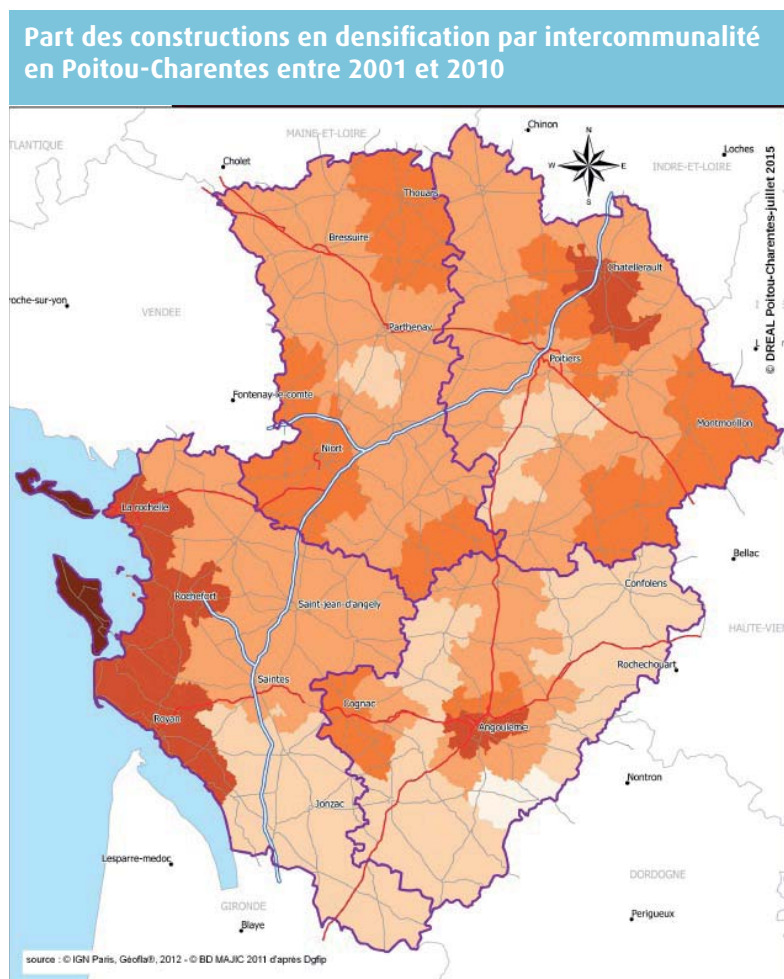 Part des constructions en densification par intercommunalité
en Poitou-Charentes entre 2001 et 2010
MAINE-ET-LOIRE
Chinon
N
TLANTIQUE
Cholet
Loches
W
E
INDRE-ET-LOIRE
S
Thouars
Bressuire
Chatellerault
roche-sur-yon
VENDEE
Parthenay
Poitiers
© DREAL Poitou-Charentes-juillet 2015
Fontenay-le-comte
Montmorillon
Niort
La rochelle
Bellac
Confolens
Rochefort
Saint-jean-d'angely
HAUTE-VIEN
Rochechouart
Saintes
Cognac
Royan
Angouleme
Nontron
Jonzac
Lesparre-medoc
DORDOGNE
GIRONDE
Blaye
Perigueux
source : © IGN Paris, Géofla®, 2012 - © BD MAJIC 2011 d'après Dgfip